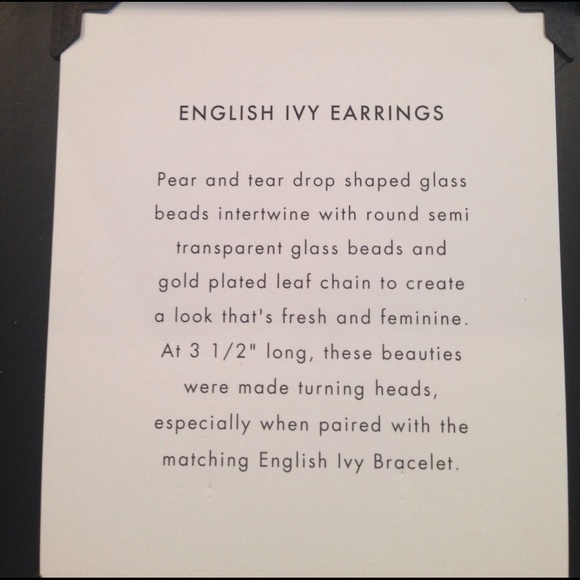 ENGLISH IVY EARRINGS
Pear and tear drop shaped glass
beads intertwine with round semi
transparent glass beads and
gold plated leaf chain to create
a look that's fresh and feminine.
At 3 1/2" long, these beauties
were made turning heads,
especially when paired with the
matching English Ivy Bracelet.